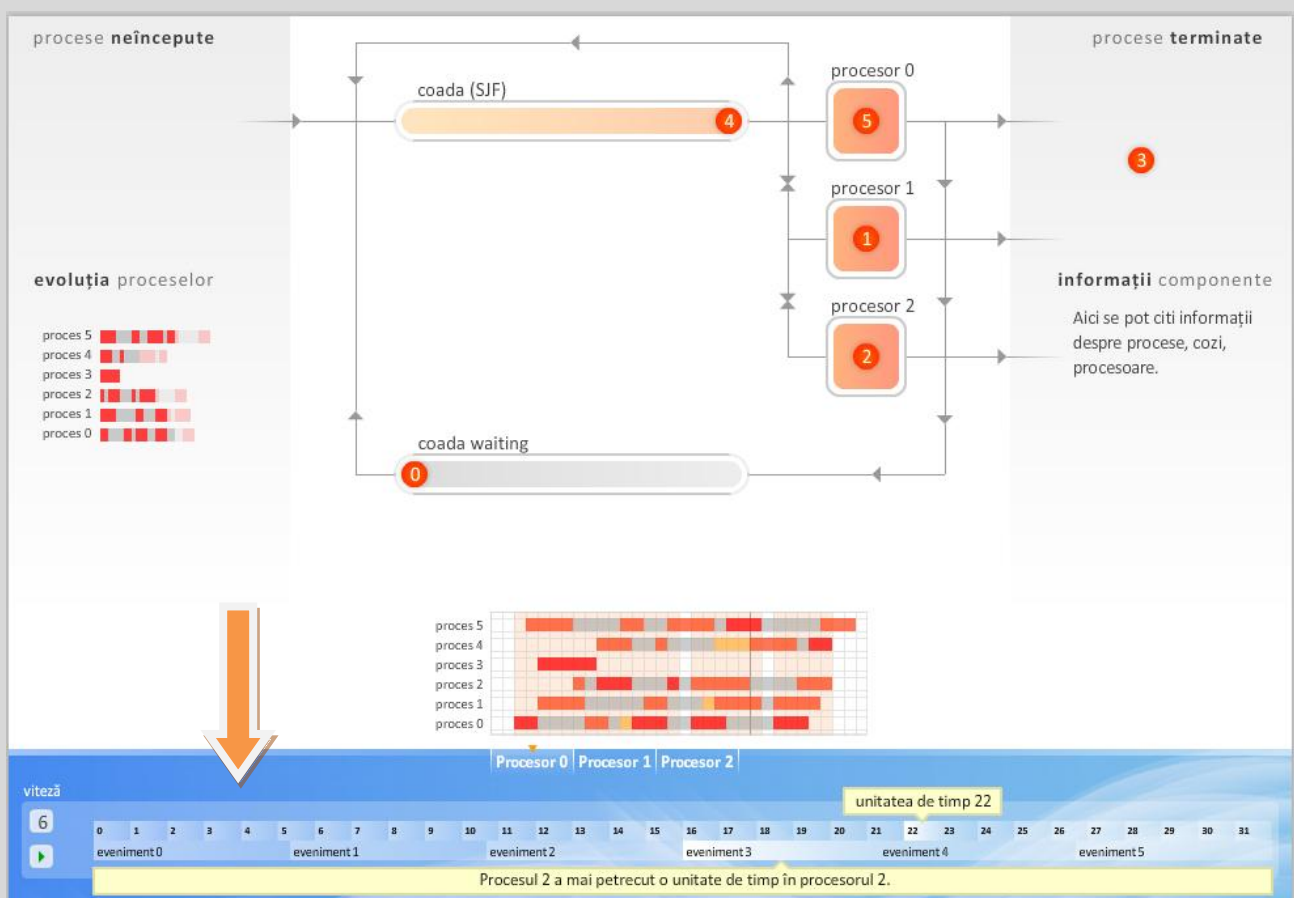 procese neîncepute
procese terminate
coada (SJF)
4
procesor 0
5
3
procesor 1
1
evoluția proceselor
proces 5
proces 4
proces 3
proces 2
proces 1
proces 0
procesor 2
2
informații componente
Aici se pot citi informații
despre procese, cozi,
procesoare.
coada waiting
0
proces 5
proces 4
proces 3
proces 2
proces 1
proces 0
Procesor 0 Procesor 1 Procesor 2
viteză
6
unitatea de timp 22
0 1 2 3 4 5 6 7 8 9 10 11 12 13 14 15 16 17 18 19 20 21 22 23 24 25 26 27 28 29 30 31
eveniment 0 eveniment 1 eveniment 2 eveniment 3 eveniment 4 eveniment 5
Procesul 2 a mai petrecut o unitate de timp în procesorul 2.